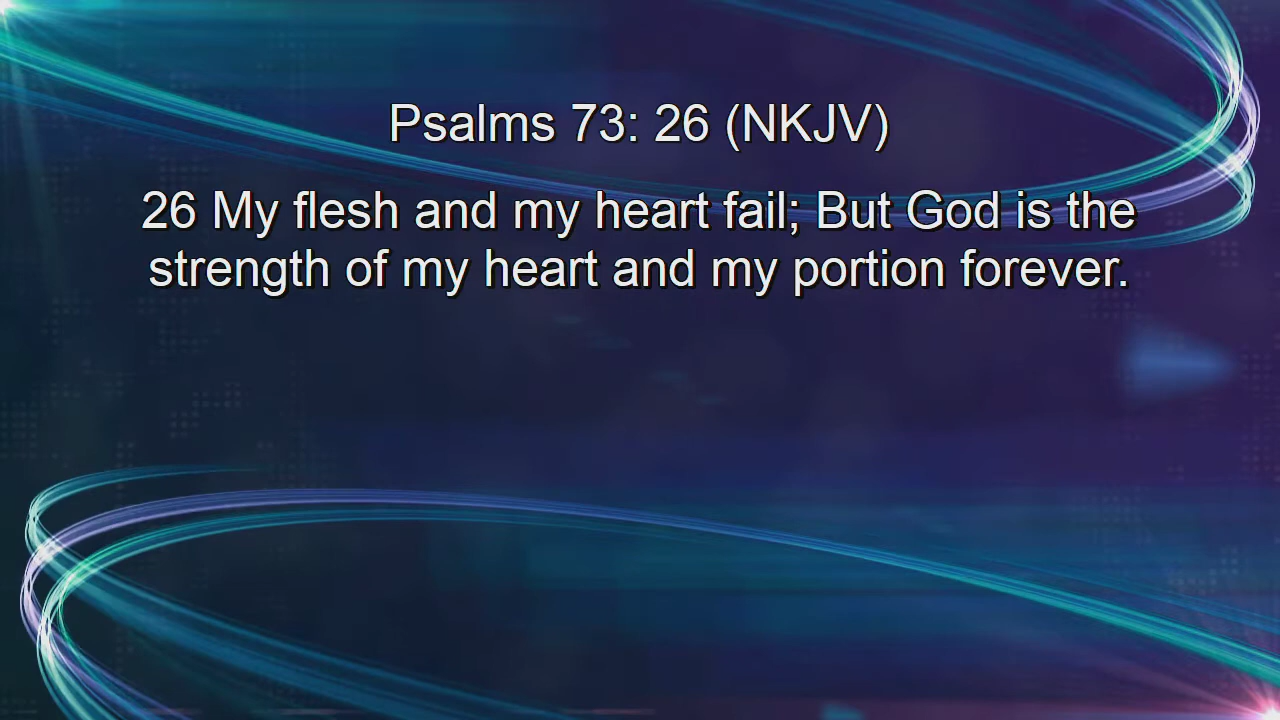 Psalms 73: 26 (NKJV)
26 My flesh and my heart fail; But God is the
strength of my heart and my portion forever.